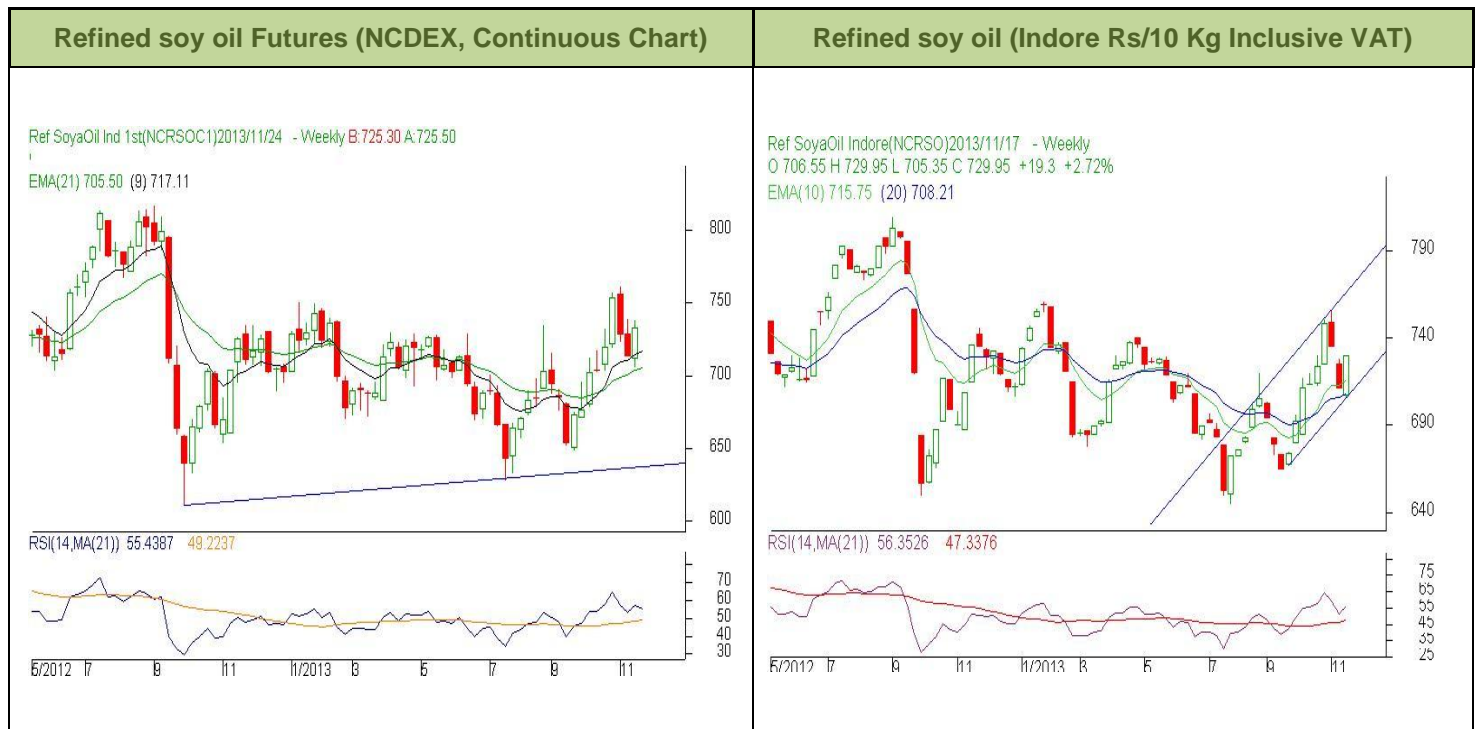 Refined soy oil Futures (NCDEX, Continuous Chart)
Refined soy oil (Indore Rs/10 Kg Inclusive VAT)
Ref SoyaOil Ind 1st(NCRSOC1)2013/11/24 - Weekly B:725.30 A:725.50
EMA(21) 705.50 (9) 717.11
800
750
700
650
600
RSI(14,MA(21)) 55.4387 49.2237
70
60
50
40
30
5/2012 7 9 11 1/2013 3 5 7 9 11
Ref SoyaOil Indore(NCRSO)2013/11/17 - Weekly
O 706.55 H 729.95 L 705.35 C 729.95 +19.3 +2.72%
EMA(10) 715.75 (20) 708.21
790
740
690
640
RSI(14,MA(21)) 56.3526 47.3376
75
65
55
45
35
25
5/2012 7 9 11 1/2013 3 5 7 9 11